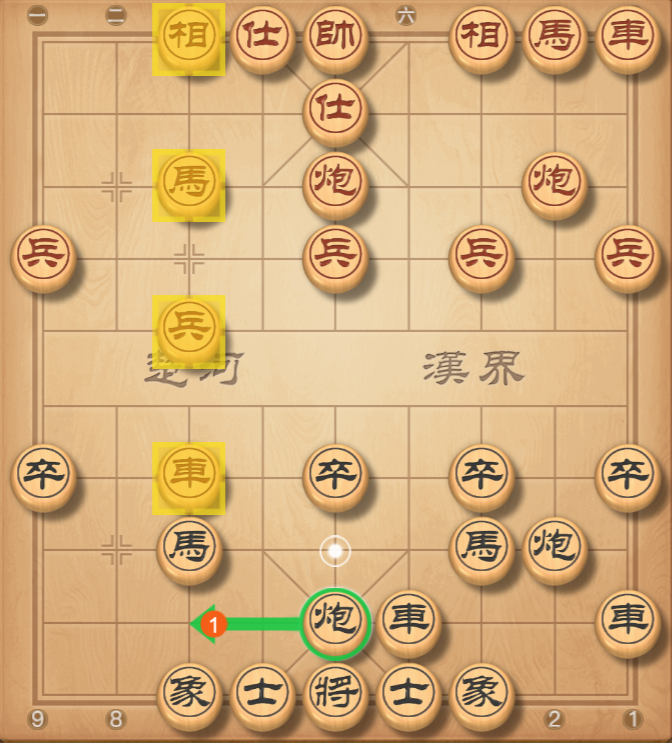 一 二 六
相 仕 帥 相 馬 車
仕
馬 炮 炮
兵 兵 兵 兵
兵
楚河 漢界
卒 車 卒 卒 卒
馬 馬 炮
1 炮 車 車
象 士 將 士 象
9 8 2 1